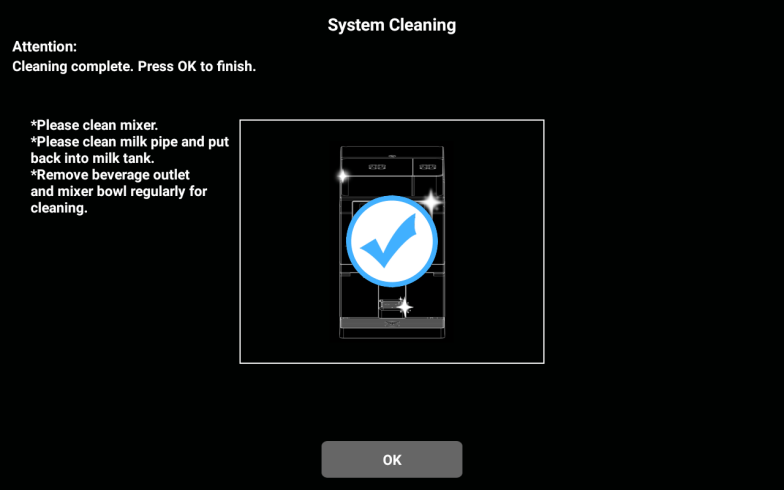 System Cleaning
Attention:
Cleaning complete. Press OK to finish.
*Please clean mixer.
*Please clean milk pipe and put
back into milk tank.
*Remove beverage outlet
and mixer bowl regularly for
cleaning.
OK